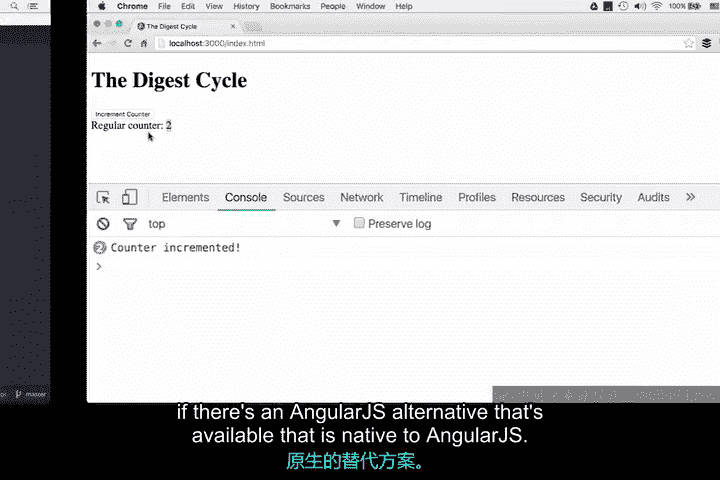 Chrome File Edit View History Bookmarks People Window Help 100%
The Digest Cycle
localhost:3000/index.html
The Digest Cycle
Increment Counter
Regular counter: 2
Elements Console Sources Network Timeline Profiles Resources Security Audits »
top Preserve log
2 Counter incremented!
>
master
if there's an AngularJS alternative that's
available that is native to AngularJS.
原生的替代方案。